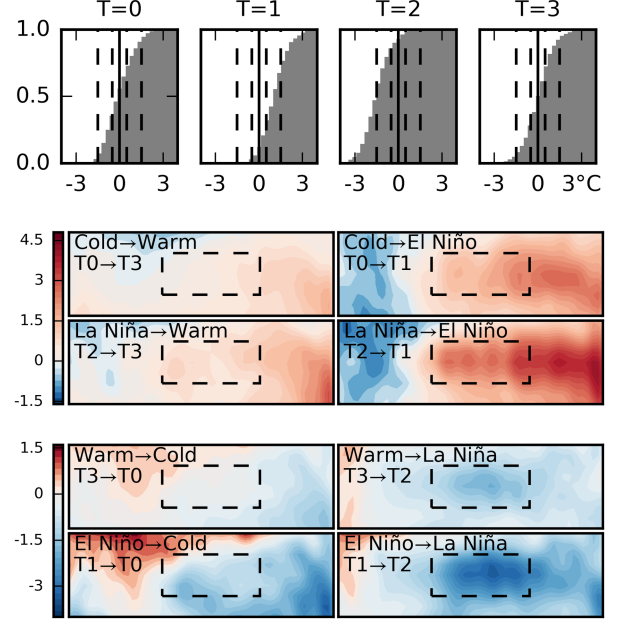 T=0 T=1 T=2 T=3
1.0
0.5
0.0
-3 0 3 -3 0 3 -3 0 3 -3 0 3°C
4.5
3
1.5
0
-1.5
Cold→Warm
T0→T3
Cold→El Niño
T0→T1
La Niña→Warm
T2→T3
La Niña→El Niño
T2→T1
1.5
0
-1.5
-3
Warm→Cold
T3→T0
Warm→La Niña
T3→T2
El Niño→Cold
T1→T0
El Niño→La Niña
T1→T2